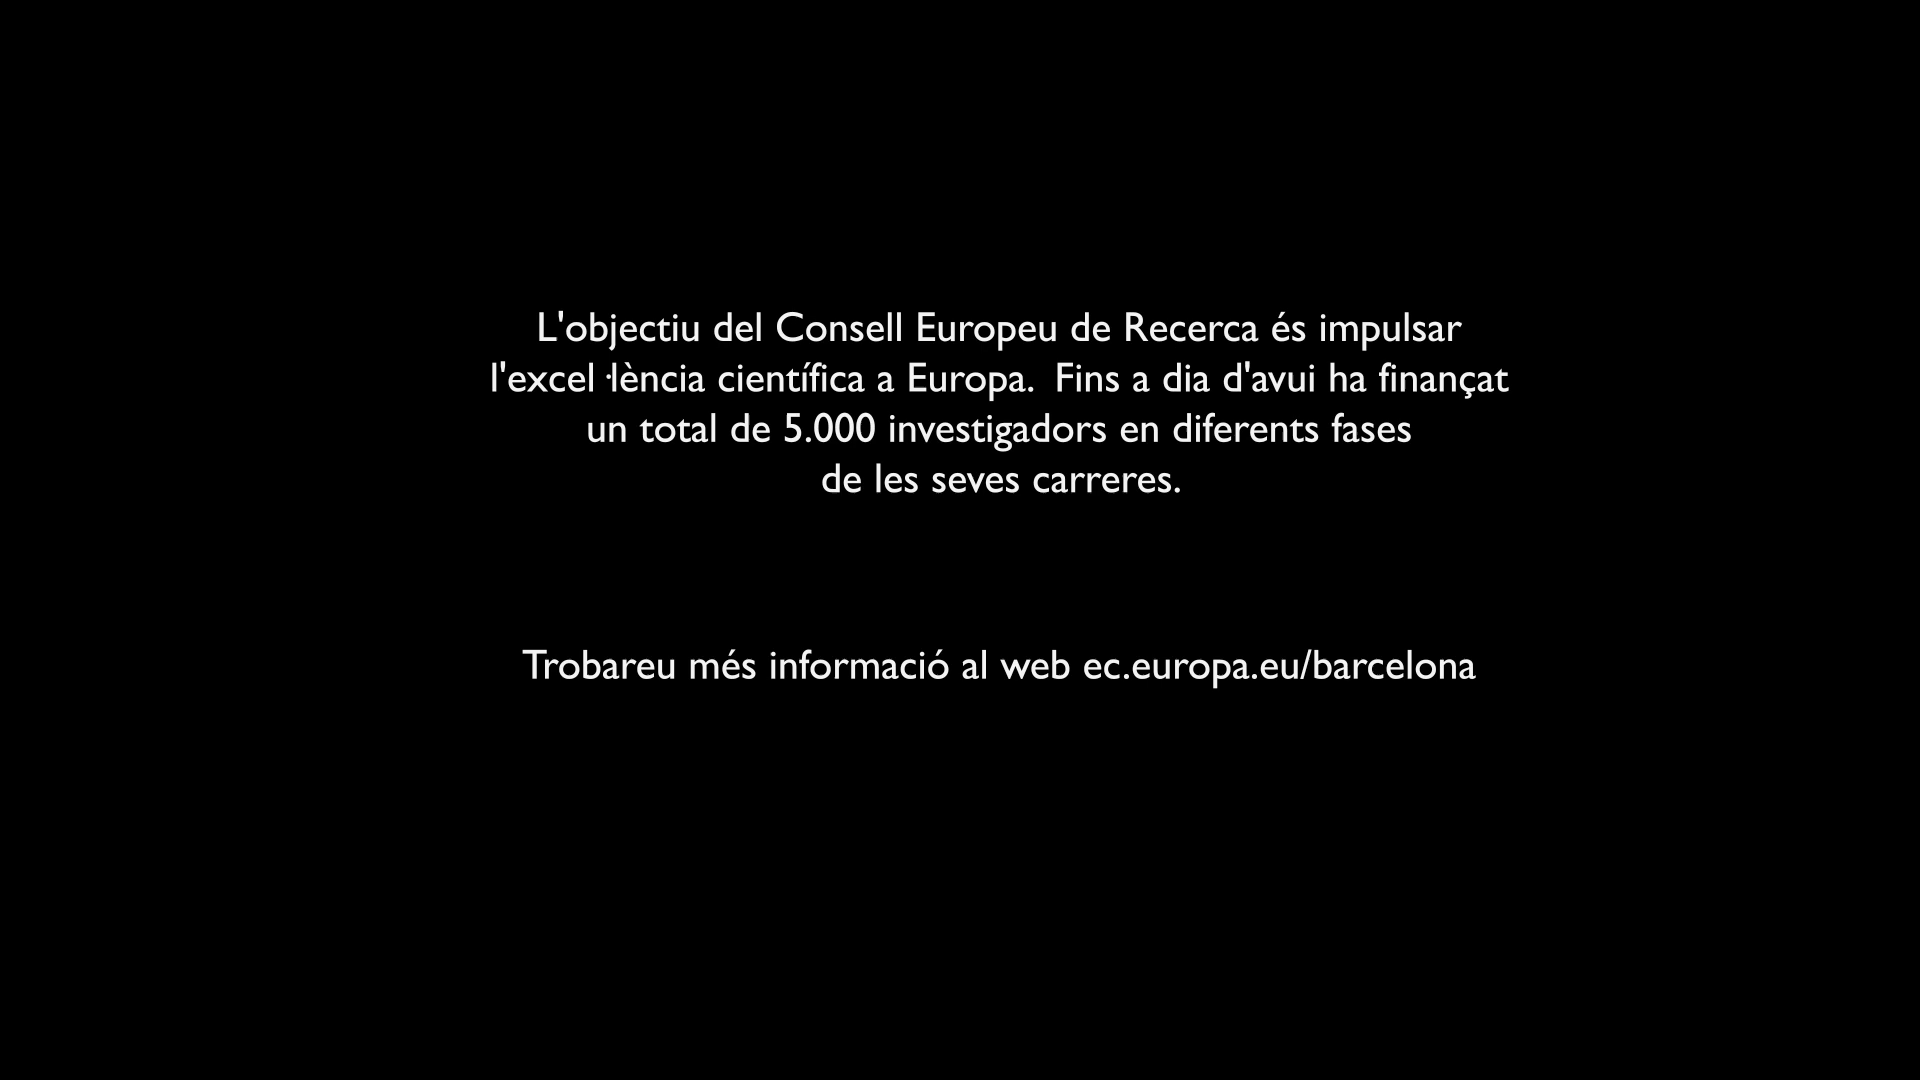 L'objectiu del Consell Europeu de Recerca és impulsar
l'excel·lència científica a Europa.  Fins a dia d'avui ha finançat
un total de 5.000 investigadors en diferents fases
de les seves carreres.
Trobareu més informació al web ec.europa.eu/barcelona